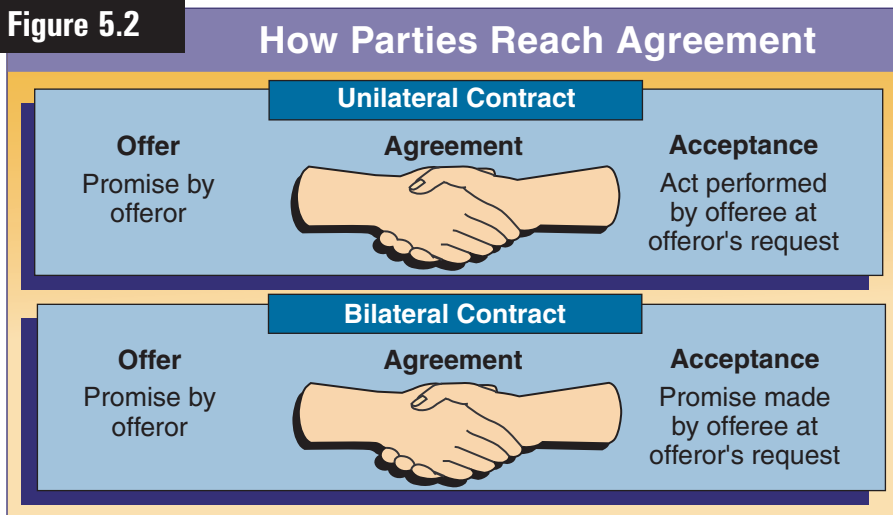 Figure 5.2
How Parties Reach Agreement
Unilateral Contract
Offer
Promise by
offeror
Agreement
Acceptance
Act performed
by offeree at
offeror's request
Bilateral Contract
Offer
Promise by
offeror
Agreement
Acceptance
Promise made
by offeree at
offeror's request